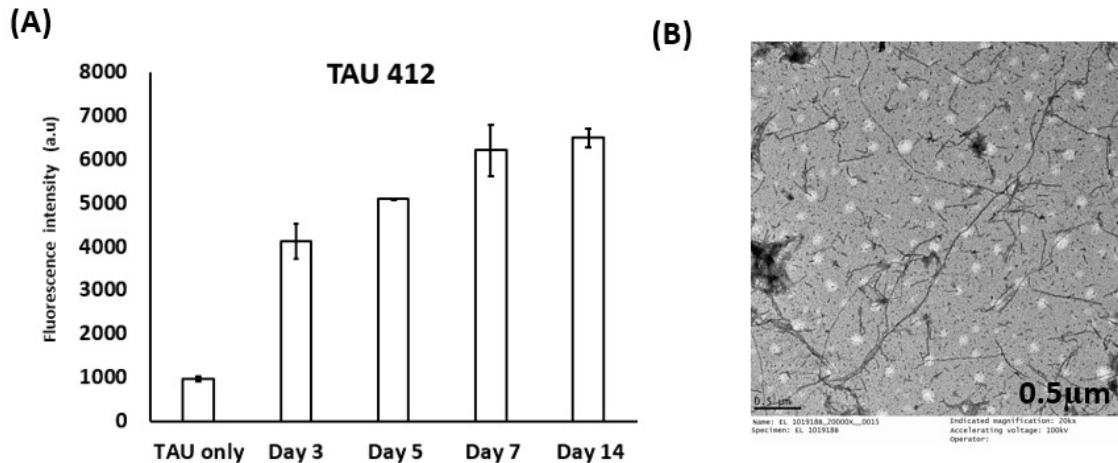 (A)
TAU 412
Fluorescence intensity (a.u)
8000
7000
6000
5000
4000
3000
2000
1000
0
TAU only Day 3 Day 5 Day 7 Day 14
(B)
0.5 µm
0.5µm
Name: EL 101918B_20000X__0015
Specimen: EL 101918B
Indicated magnification: 20kx
Accelerating voltage: 100kV
Operator: